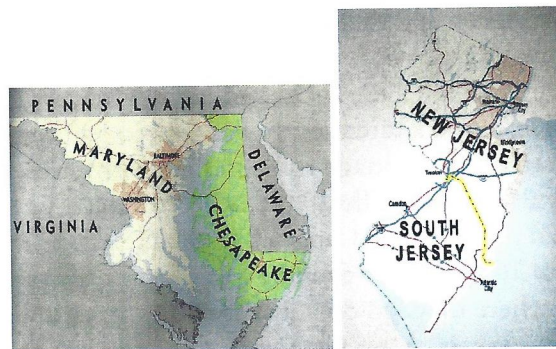 PENNSYLVANIA
MARYLAND
BALTIMORE
WASHINGTON
DELAWARE
VIRGINIA
CHESAPEAKE
NEW JERSEY
Trenton
Camden
SOUTH
JERSEY
Atlantic
City